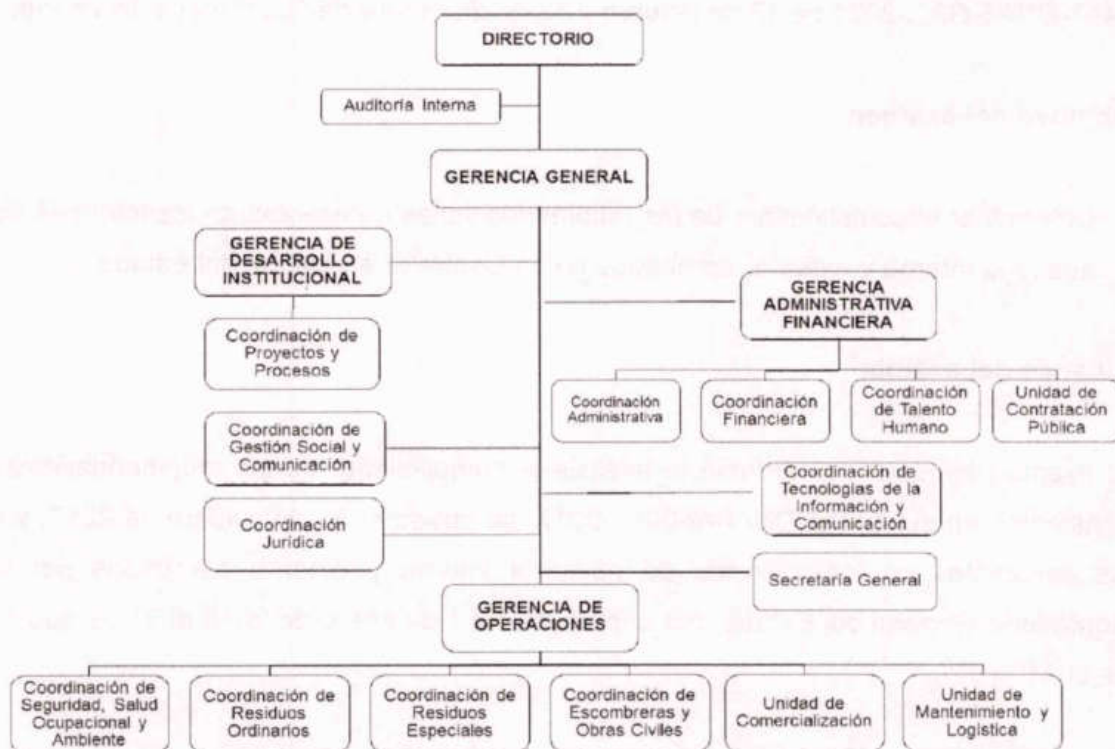 DIRECTORIO
Auditoría Interna
GERENCIA GENERAL
GERENCIA DE
DESARROLLO
INSTITUCIONAL
GERENCIA
ADMINISTRATIVA
FINANCIERA
Coordinación de
Proyectos y
Procesos
Coordinación
Administrativa
Coordinación
Financiera
Coordinación
de Talento
Humano
Unidad de
Contratación
Pública
Coordinación de
Gestión Social y
Comunicación
Coordinación de
Tecnologías de la
Información y
Comunicación
Coordinación
Jurídica
Secretaría General
GERENCIA DE
OPERACIONES
Coordinación de
Seguridad, Salud
Ocupacional y
Ambiente
Coordinación de
Residuos
Ordinarios
Coordinación de
Residuos
Especiales
Coordinación de
Escombreras y
Obras Civiles
Unidad de
Comercialización
Unidad de
Mantenimiento y
Logística